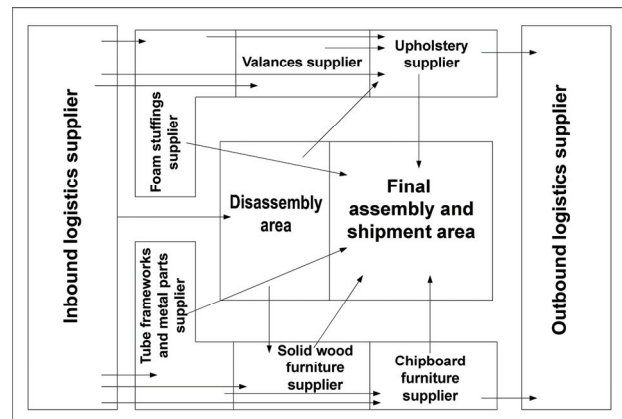 Inbound logistics supplier
Foam stuffings
supplier
Valances supplier
Upholstery
supplier
Disassembly
area
Final
assembly and
shipment area
Tube frameworks
and metal parts
supplier
Solid wood
furniture
supplier
Chipboard
furniture
supplier
Outbound logistics supplier